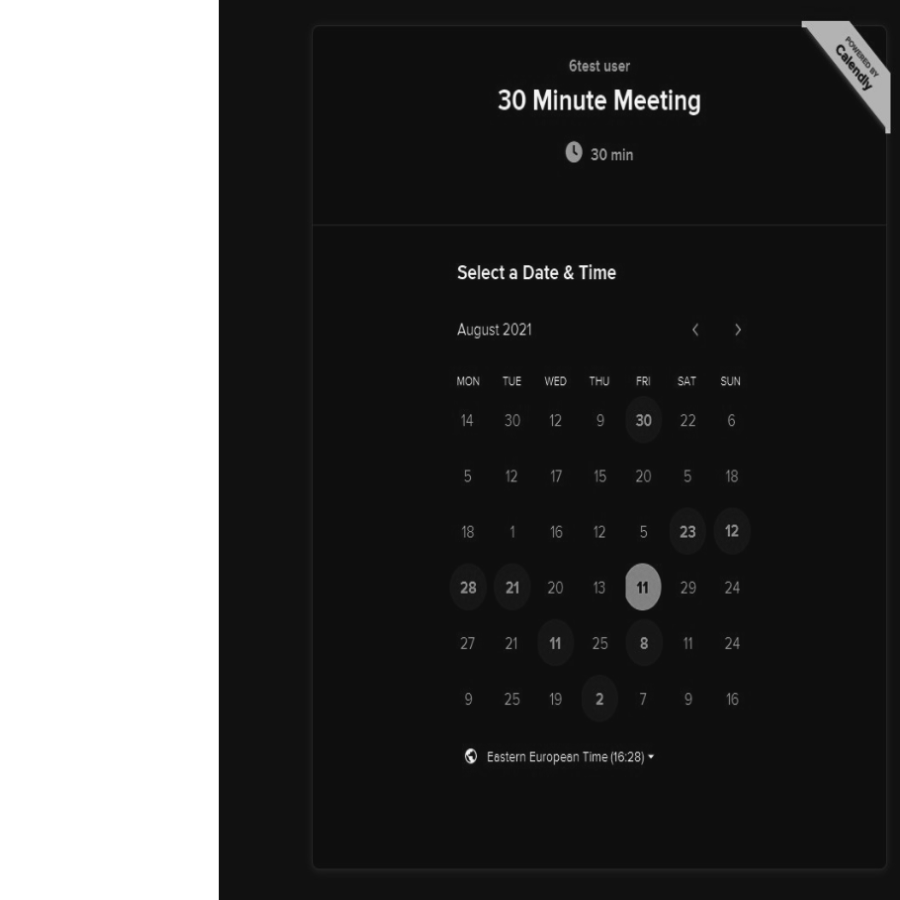 POWERED BY
Calendly
6test user
30 Minute Meeting
30 min
Select a Date & Time
August 2021
MON TUE WED THU FRI SAT SUN
14 30 12 9 30 22 6
5 12 17 15 20 5 18
18 1 16 12 5 23 12
28 21 20 13 11 29 24
27 21 11 25 8 11 24
9 25 19 2 7 9 16
Eastern European Time (16:28)